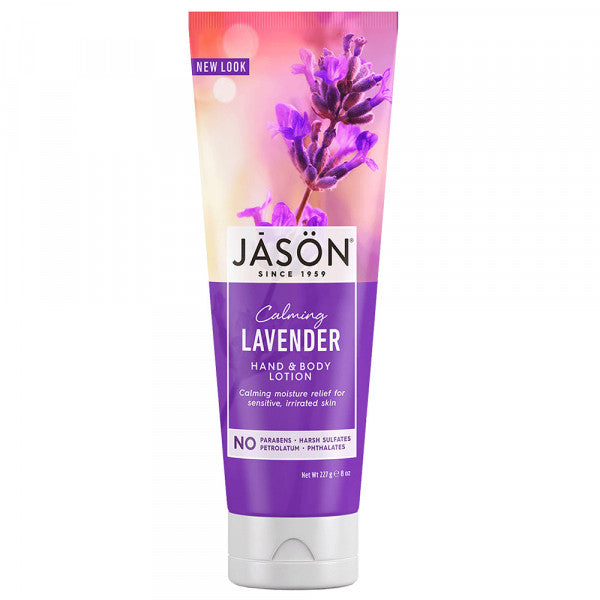 NEW LOOK
JĀSÖN®
SINCE 1959
Calming
LAVENDER
HAND & BODY
LOTION
Calming moisture relief for
sensitive, irrirated skin
NO PARABENS • HARSH SULFATES
PETROLATUM • PHTHALATES
Net Wt 227 g ℮ 8 oz